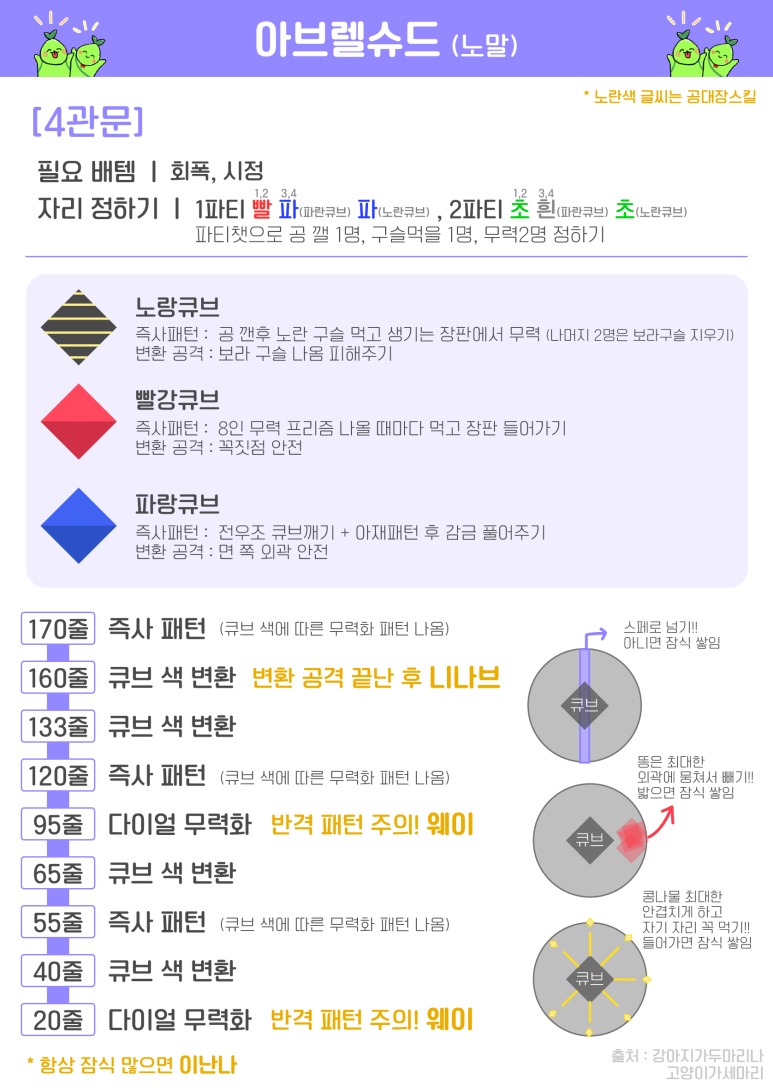 아브렐슈드 (노말)
* 노란색 글씨는 공대장스킬
[4관문]
필요 배템 | 회폭, 시정
1,2 3,4 1,2 3,4
자리 정하기 | 1파티 빨 파(파란큐브) 파(노란큐브) , 2파티 초 흰(파란큐브) 초(노란큐브)
파티챗으로 공 깰 1명, 구슬먹을 1명, 무력2명 정하기
노랑큐브
즉사패턴 : 공 깬후 노란 구슬 먹고 생기는 장판에서 무력 (나머지 2명은 보라구슬 지우기)
변환 공격 : 보라 구슬 나옴 피해주기
빨강큐브
즉사패턴 : 8인 무력 프리즘 나올 때마다 먹고 장판 들어가기
변환 공격 : 꼭짓점 안전
파랑큐브
즉사패턴 : 전우조 큐브깨기 + 아재패턴 후 감금 풀어주기
변환 공격 : 면 쪽 외곽 안전
170줄 즉사 패턴 (큐브 색에 따른 무력화 패턴 나옴)
160줄 큐브 색 변환 변환 공격 끝난 후 니나브
133줄 큐브 색 변환
120줄 즉사 패턴 (큐브 색에 따른 무력화 패턴 나옴)
95줄 다이얼 무력화 반격 패턴 주의! 웨이
65줄 큐브 색 변환
55줄 즉사 패턴 (큐브 색에 따른 무력화 패턴 나옴)
40줄 큐브 색 변환
20줄 다이얼 무력화 반격 패턴 주의! 웨이
* 항상 잠식 많으면 이난나
스페로 넘기!!
아니면 잠식 쌓임
큐브
똥은 최대한
외곽에 뭉쳐서 빼기!!
밟으면 잠식 쌓임
큐브
콩나물 최대한
안겹치게 하고
자기 자리 꼭 먹기!!
들어가면 잠식 쌓임
큐브
출처 : 강아지가두마리나
고양이가세마리